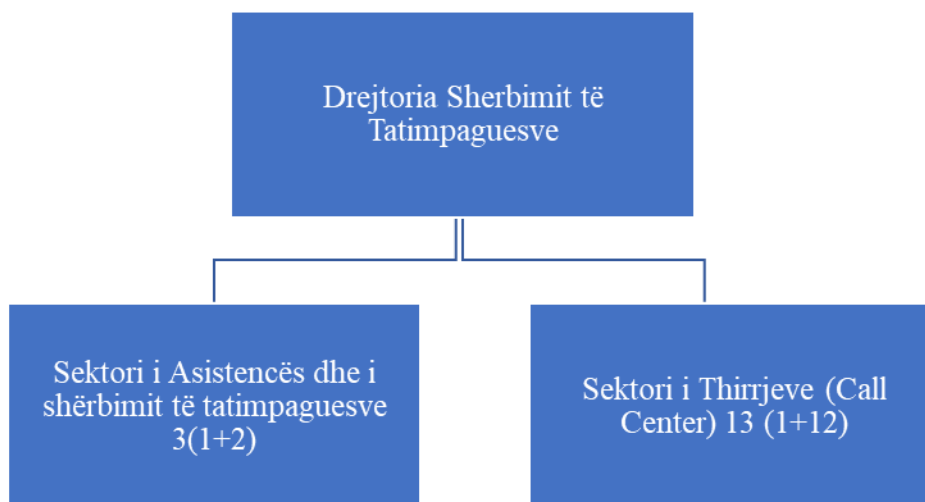 Drejtoria Sherbimit të
Tatimpaguesve
Sektori i Asistencës dhe i
shërbimit të tatimpaguesve
3(1+2)
Sektori i Thirrjeve (Call
Center) 13 (1+12)